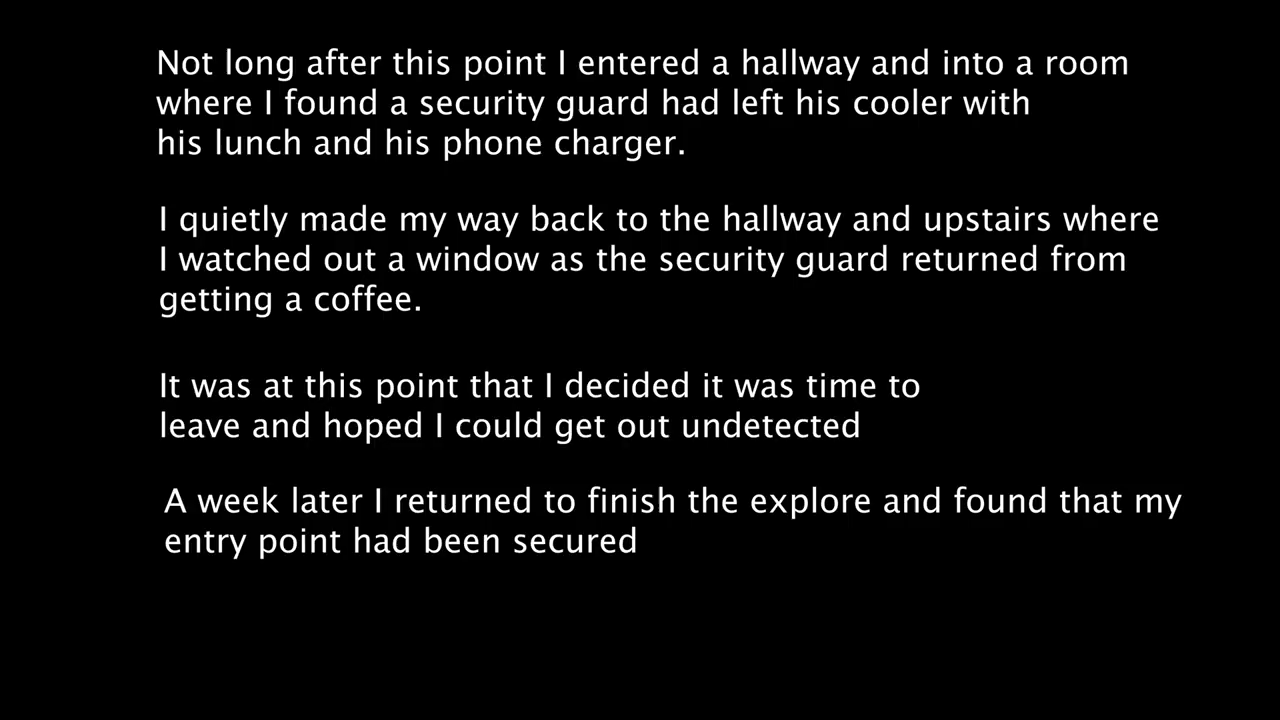 Not long after this point I entered a hallway and into a room
where I found a security guard had left his cooler with
his lunch and his phone charger.
I quietly made my way back to the hallway and upstairs where
I watched out a window as the security guard returned from
getting a coffee.
It was at this point that I decided it was time to
leave and hoped I could get out undetected
A week later I returned to finish the explore and found that my
entry point had been secured